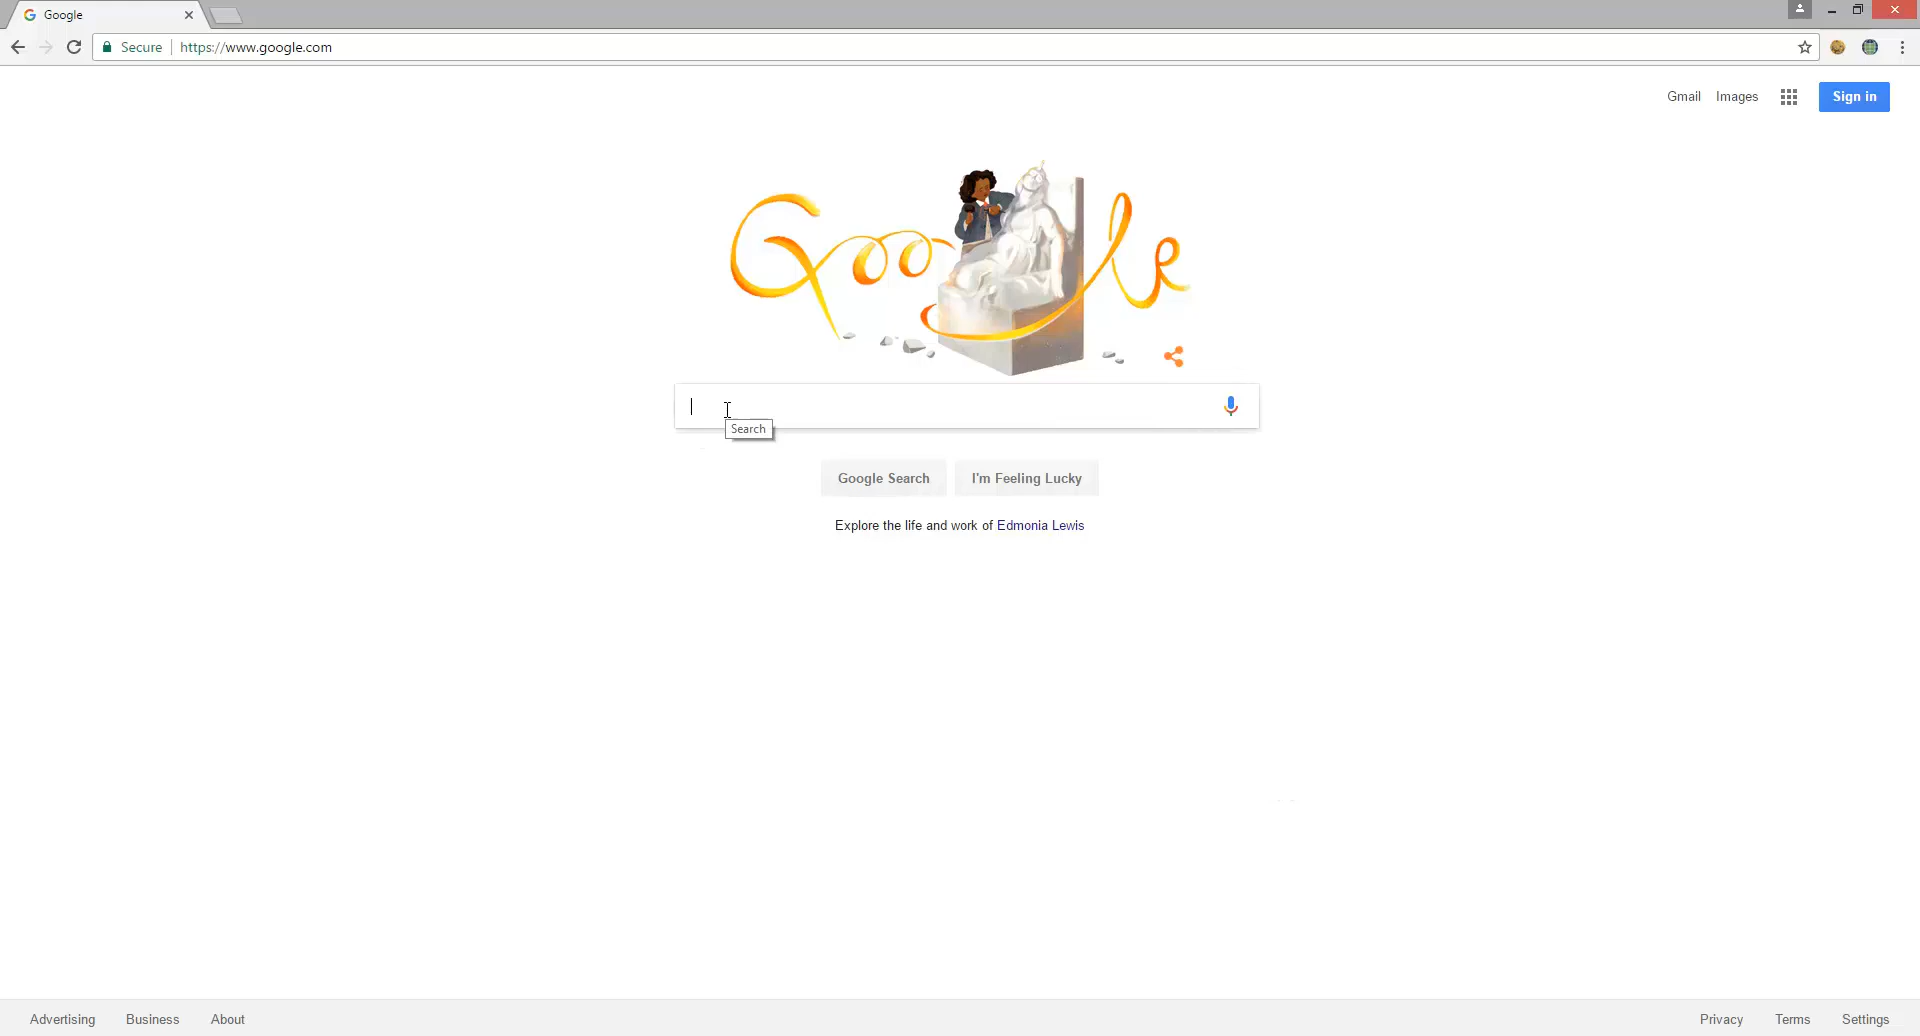 Google
Secure
https://www.google.com
Gmail
Images
Sign in
Google
Search
Google Search
I'm Feeling Lucky
Explore the life and work of Edmonia Lewis
Advertising
Business
About
Privacy
Terms
Settings